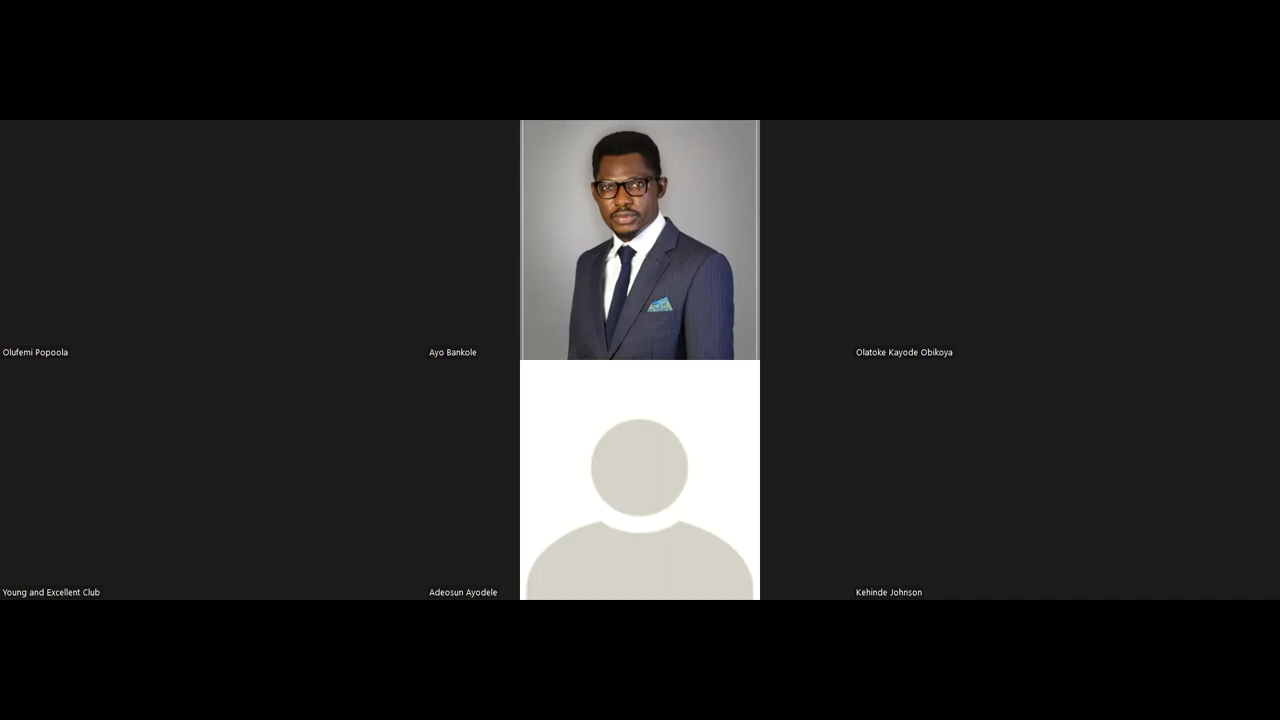 Olufemi Popoola
Ayo Bankole
Olatoke Kayode Obikoya
Young and Excellent Club
Adeosun Ayodele
Kehinde Johnson